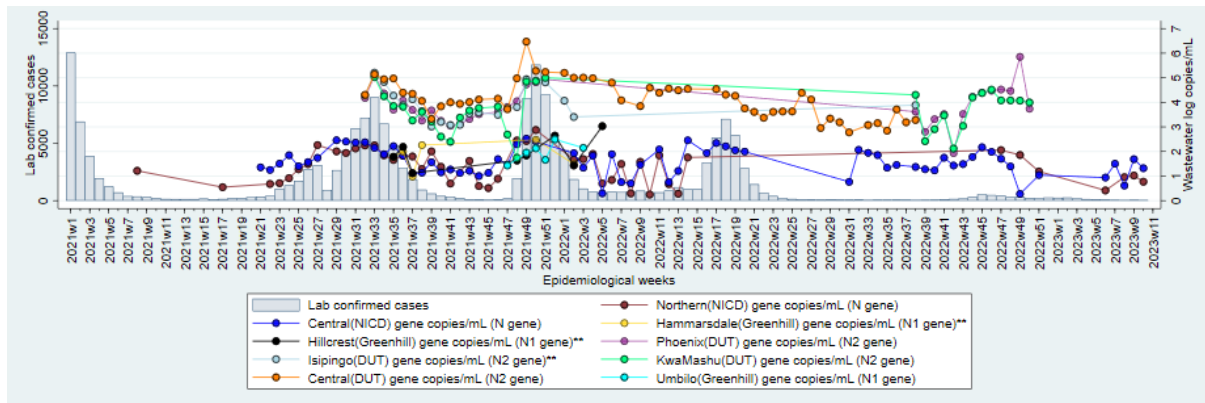 15000
10000
5000
0
Lab confirmed cases
7
6
5
4
3
2
1
0
Wastewater log copies/mL
2021w1
2021w3
2021w5
2021w7
2021w9
2021w11
2021w13
2021w15
2021w17
2021w19
2021w21
2021w23
2021w25
2021w27
2021w29
2021w31
2021w33
2021w35
2021w37
2021w39
2021w41
2021w43
2021w45
2021w47
2021w49
2021w51
2022w1
2022w3
2022w5
2022w7
2022w9
2022w11
2022w13
2022w15
2022w17
2022w19
2022w21
2022w23
2022w25
2022w27
2022w29
2022w31
2022w33
2022w35
2022w37
2022w39
2022w41
2022w43
2022w45
2022w47
2022w49
2022w51
2023w1
2023w3
2023w5
2023w7
2023w9
2023w11
Epidemiological weeks
Lab confirmed cases
Northern(NICD) gene copies/mL (N gene)
Central(NICD) gene copies/mL (N gene)
Hammarsdale(Greenhill) gene copies/mL (N1 gene)**
Hillcrest(Greenhill) gene copies/mL (N1 gene)**
Phoenix(DUT) gene copies/mL (N2 gene)
Isipingo(DUT) gene copies/mL (N2 gene)**
KwaMashu(DUT) gene copies/mL (N2 gene)
Central(DUT) gene copies/mL (N2 gene)
Umbilo(Greenhill) gene copies/mL (N1 gene)